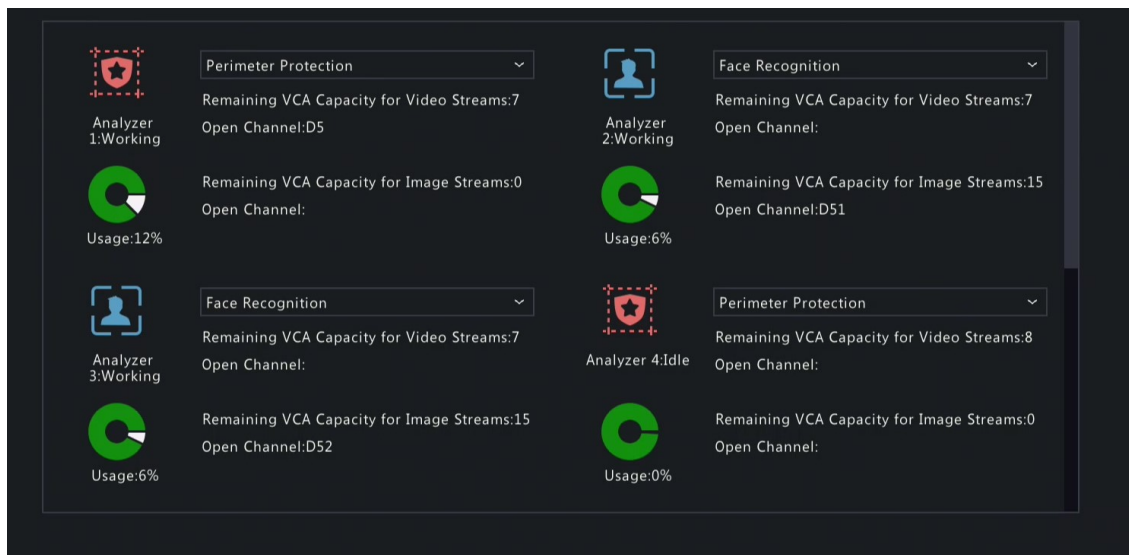 Perimeter Protection
Remaining VCA Capacity for Video Streams:7
Analyzer
1:Working
Open Channel:D5
Remaining VCA Capacity for Image Streams:0
Open Channel:
Usage:12%
Face Recognition
Remaining VCA Capacity for Video Streams:7
Analyzer
2:Working
Open Channel:
Remaining VCA Capacity for Image Streams:15
Open Channel:D51
Usage:6%
Face Recognition
Remaining VCA Capacity for Video Streams:7
Analyzer
3:Working
Open Channel:
Remaining VCA Capacity for Image Streams:15
Open Channel:D52
Usage:6%
Perimeter Protection
Remaining VCA Capacity for Video Streams:8
Analyzer 4:Idle
Open Channel:
Remaining VCA Capacity for Image Streams:0
Open Channel:
Usage:0%